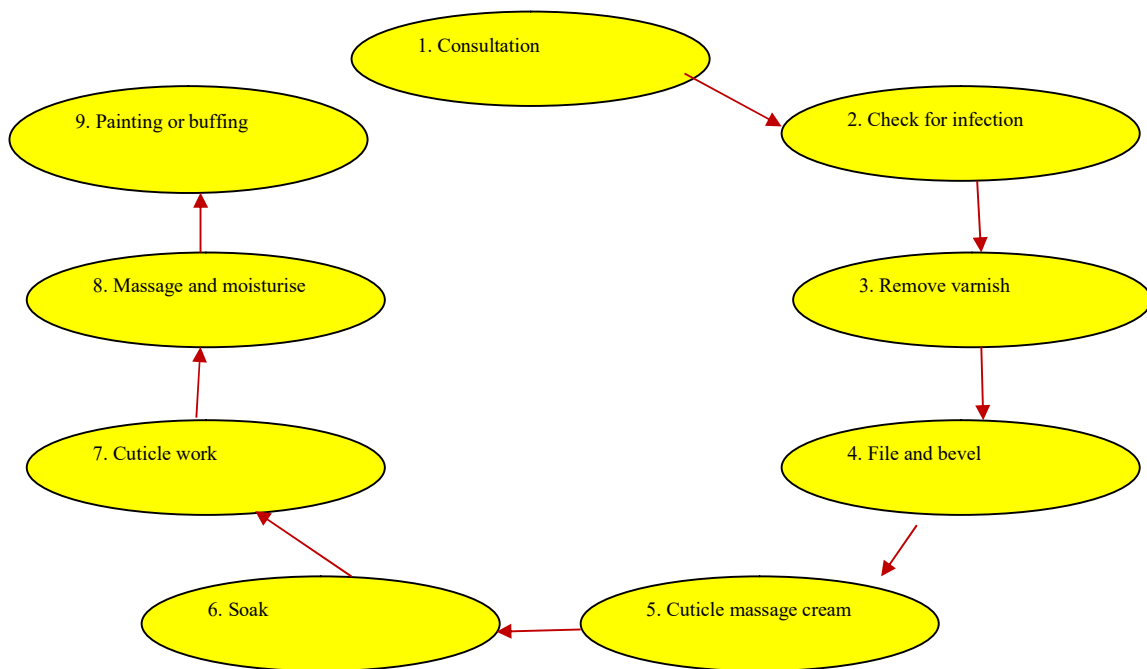 1. Consultation
2. Check for infection
3. Remove varnish
4. File and bevel
5. Cuticle massage cream
6. Soak
7. Cuticle work
8. Massage and moisturise
9. Painting or buffing